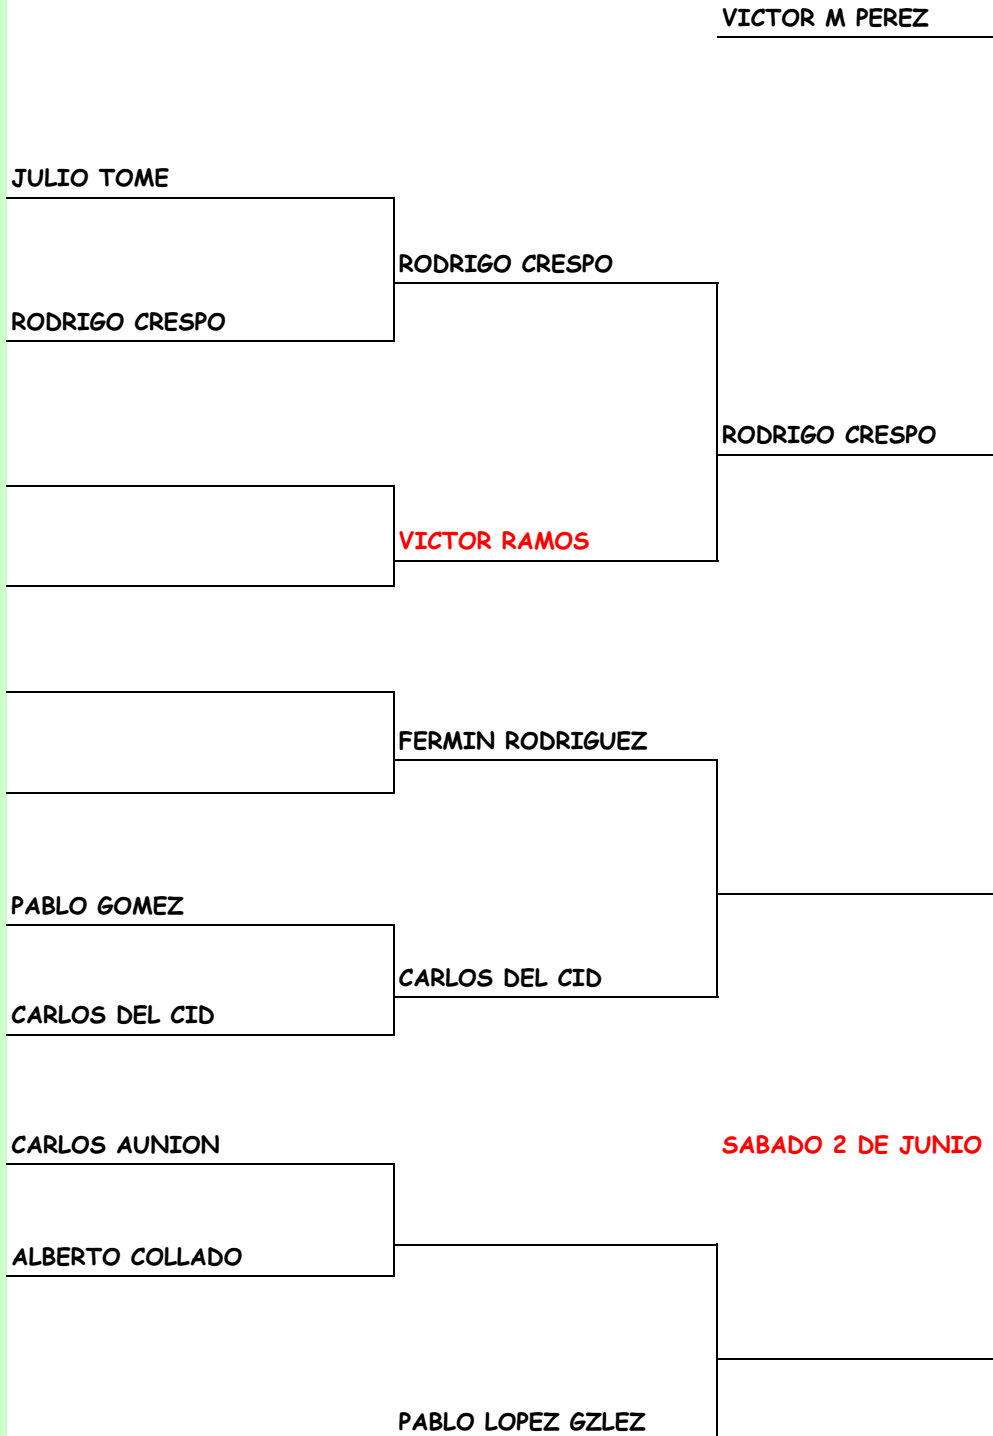 VICTOR M PEREZ
JULIO TOME
RODRIGO CRESPO
RODRIGO CRESPO
RODRIGO CRESPO
VICTOR RAMOS
FERMIN RODRIGUEZ
PABLO GOMEZ
CARLOS DEL CID
CARLOS DEL CID
CARLOS AUNION
SABADO 2 DE JUNIO
ALBERTO COLLADO
PABLO LOPEZ GZLEZ